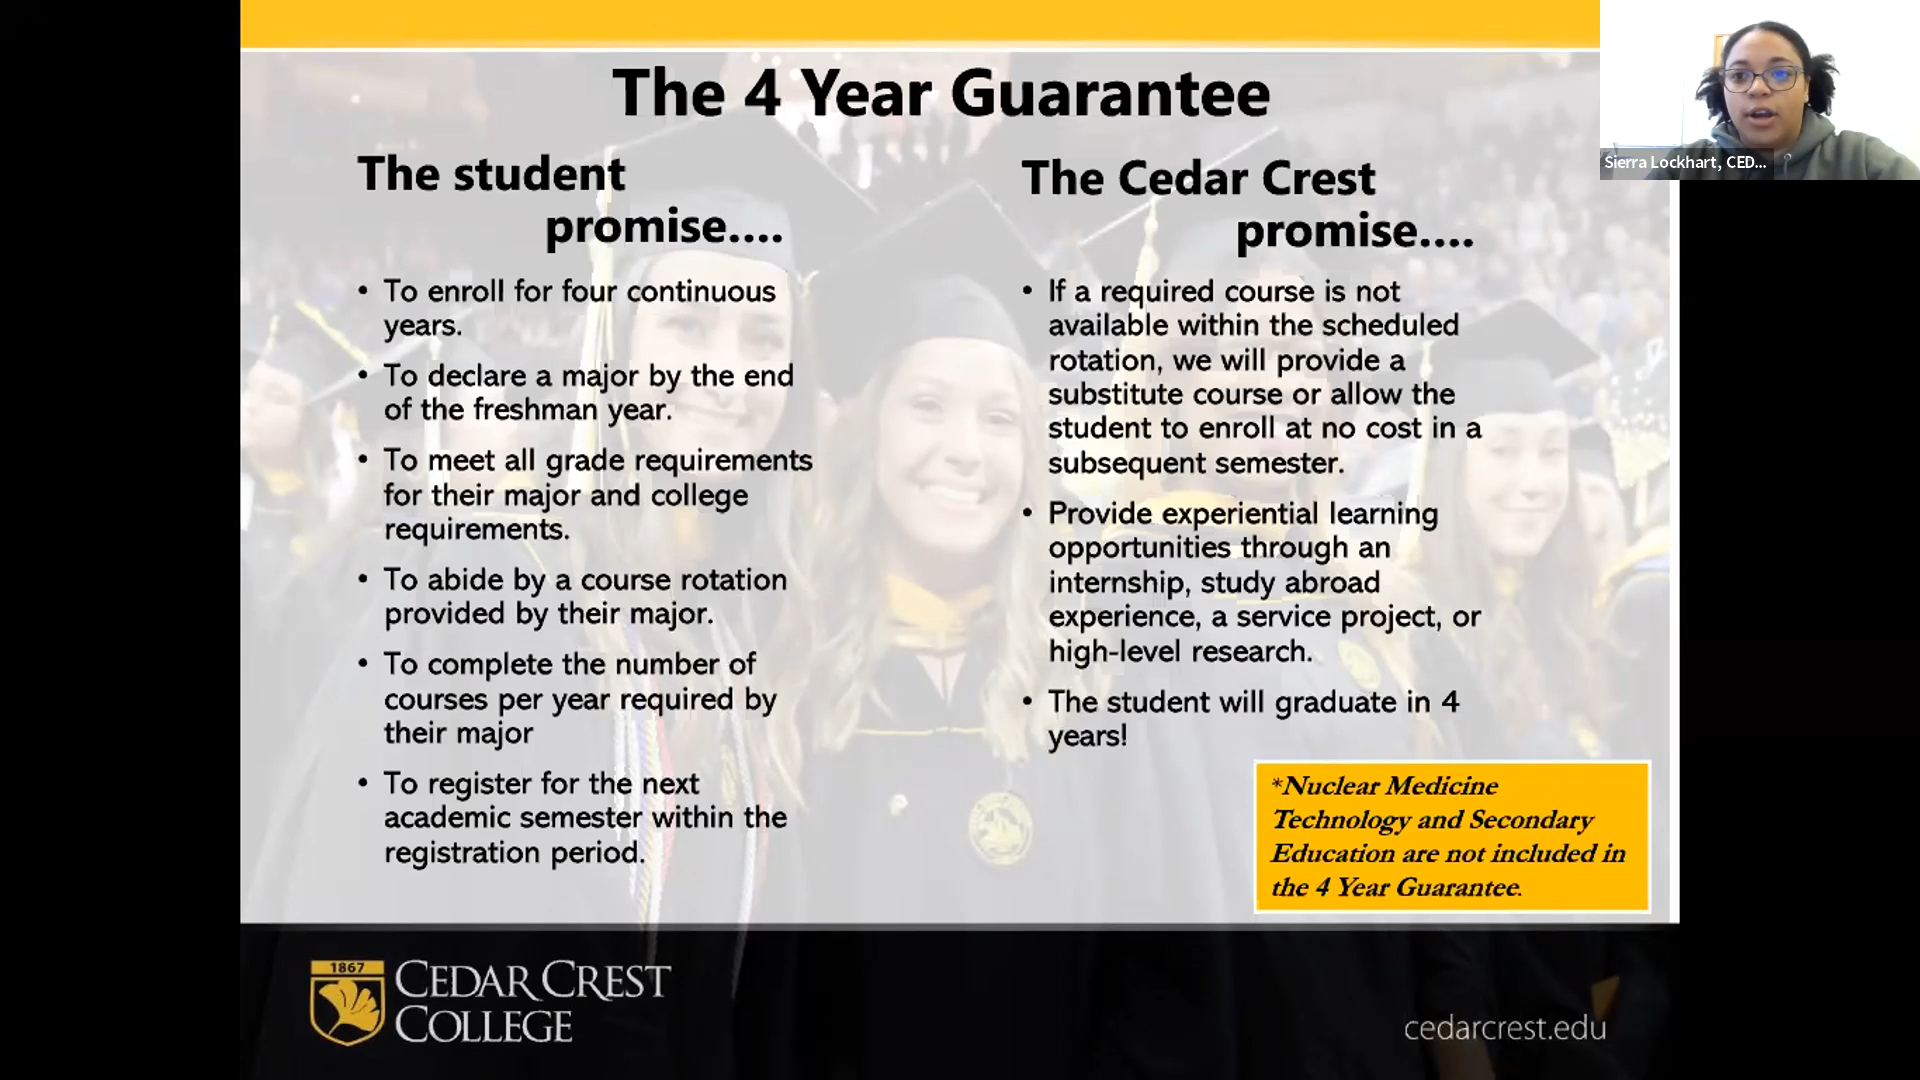 The 4 Year Guarantee
The student
promise....
• To enroll for four continuous
years.
• To declare a major by the end
of the freshman year.
• To meet all grade requirements
for their major and college
requirements.
• To abide by a course rotation
provided by their major.
• To complete the number of
courses per year required by
their major
• To register for the next
academic semester within the
registration period.
The Cedar Crest
promise....
• If a required course is not
available within the scheduled
rotation, we will provide a
substitute course or allow the
student to enroll at no cost in a
subsequent semester.
• Provide experiential learning
opportunities through an
internship, study abroad
experience, a service project, or
high-level research.
• The student will graduate in 4
years!
*Nuclear Medicine
Technology and Secondary
Education are not included in
the 4 Year Guarantee.
Sierra Lockhart, CED...
1867
CEDAR CREST
COLLEGE
cedarcrest.edu